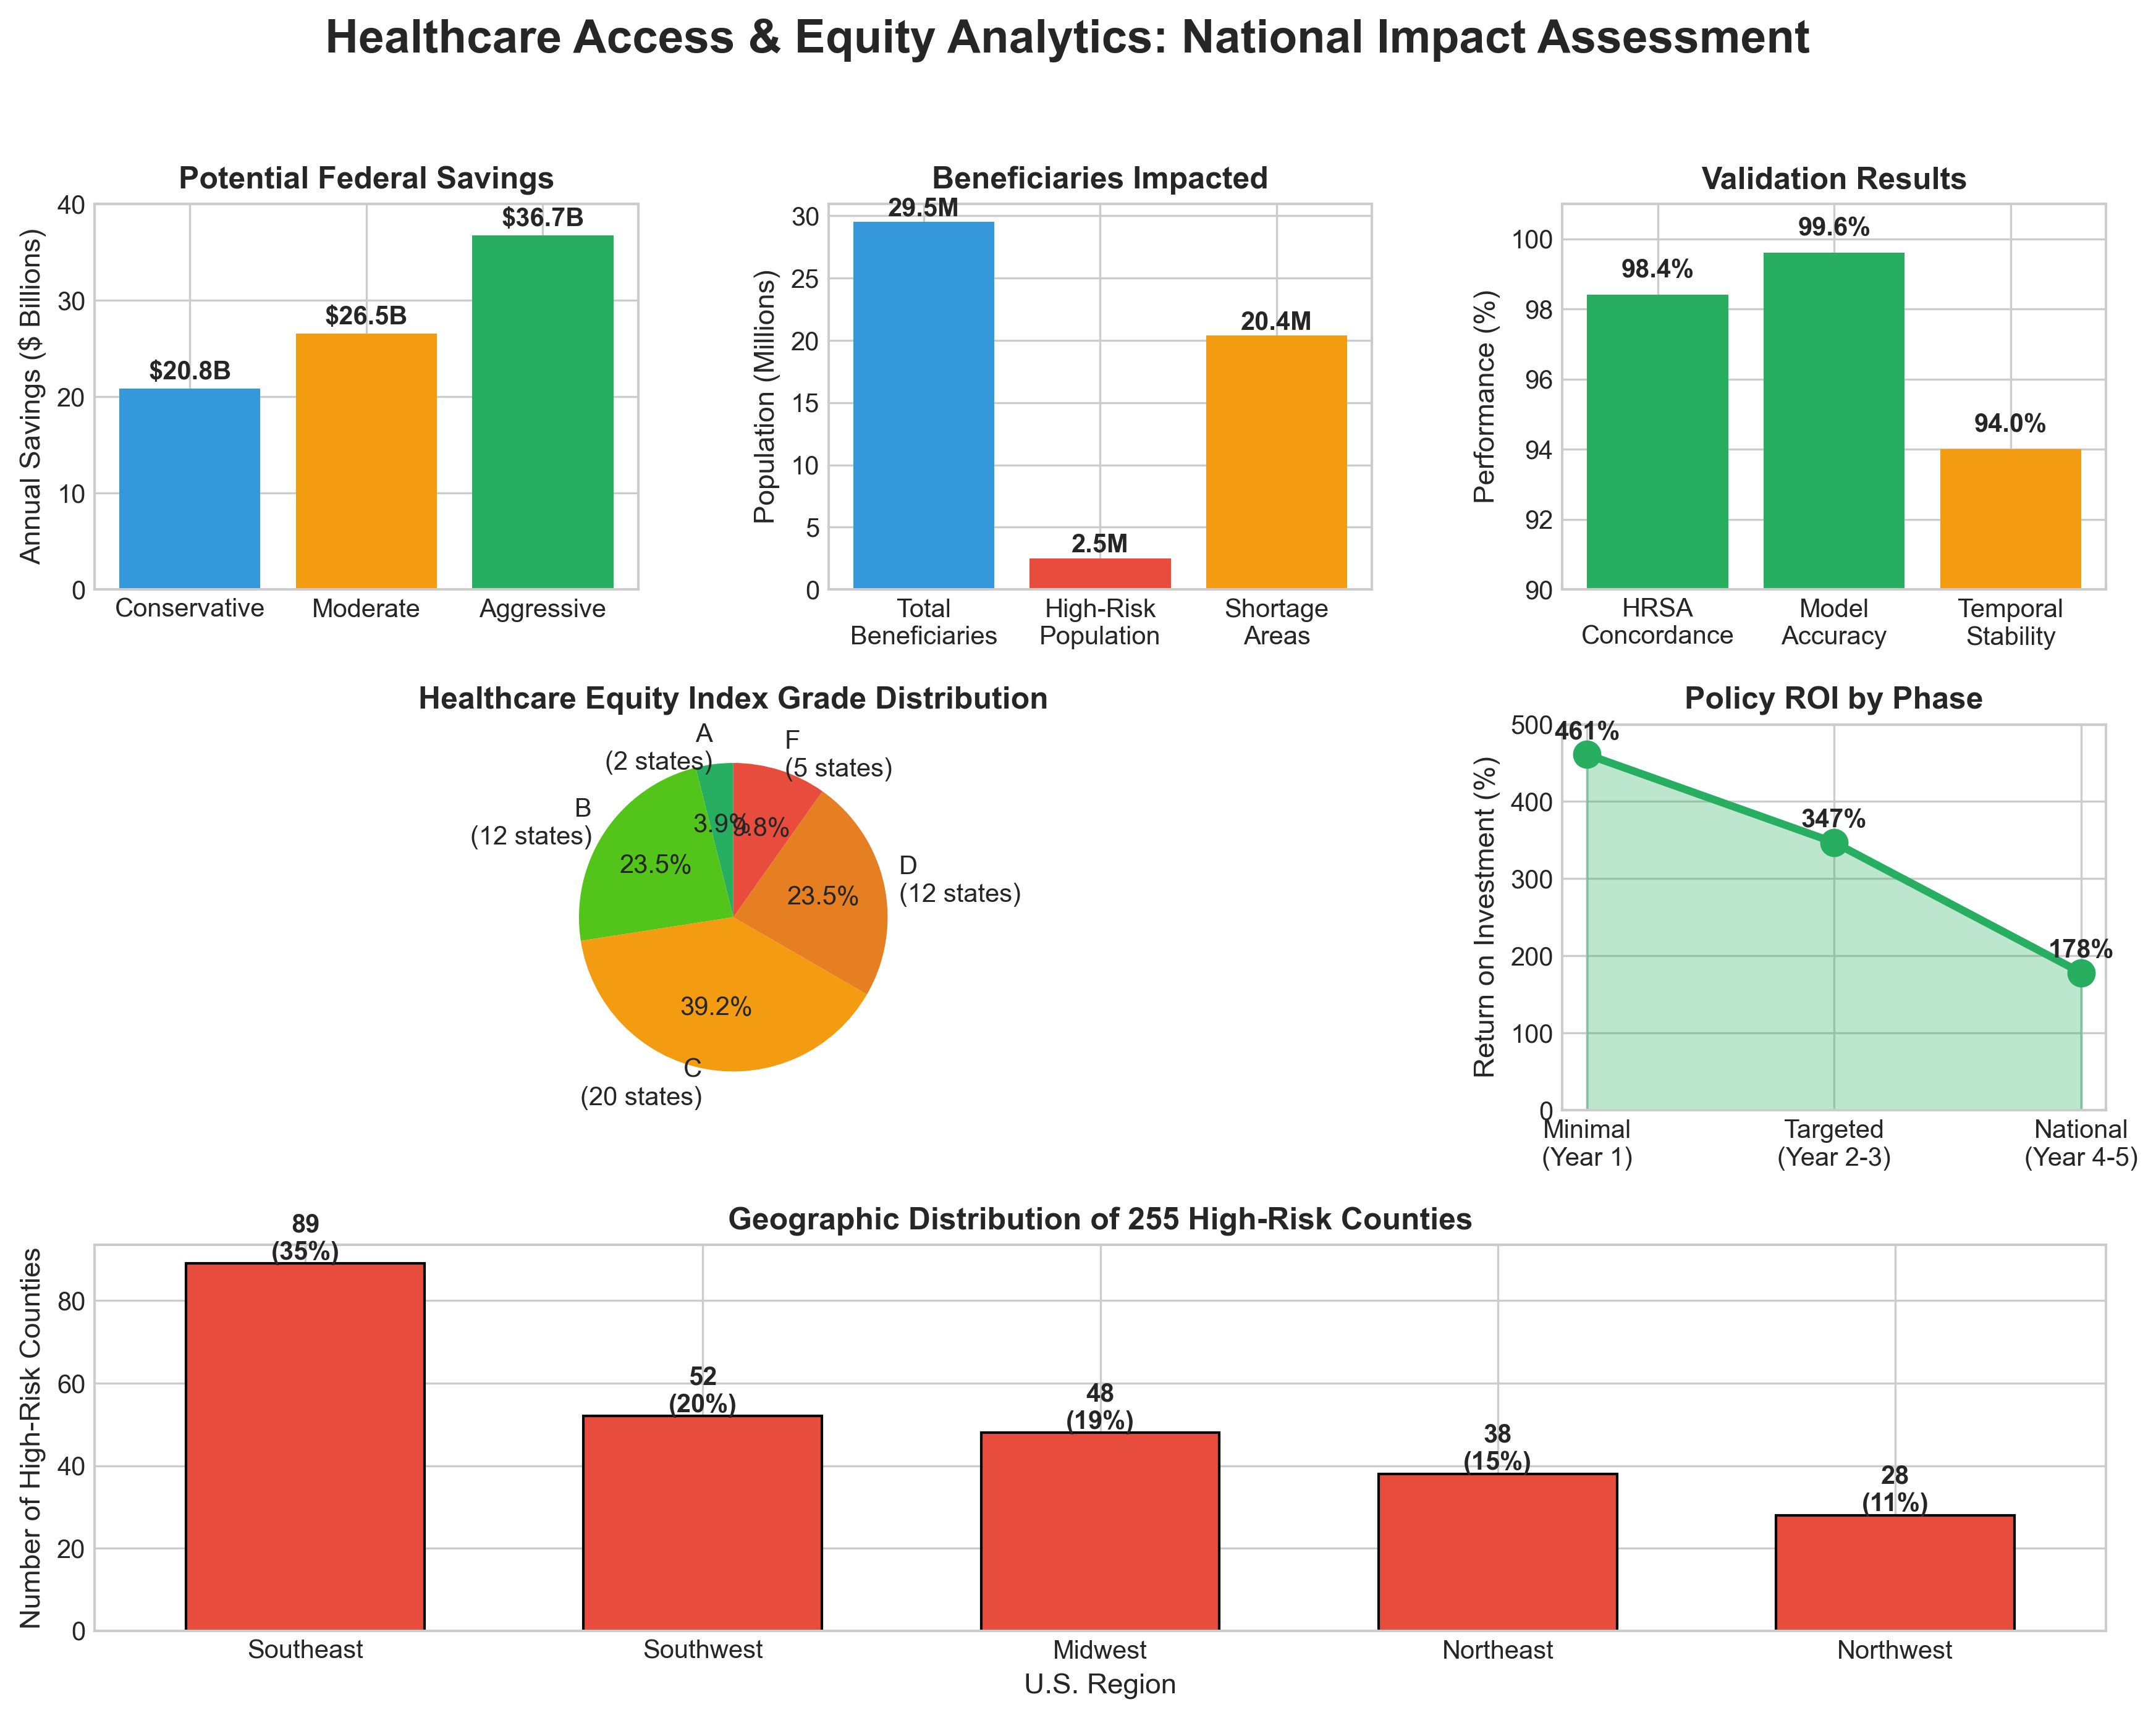 Healthcare Access & Equity Analytics: National Impact Assessment
Potential Federal Savings
Annual Savings ($ Billions)
40
30
20
10
0
$20.8B
$26.5B
$36.7B
Conservative
Moderate
Aggressive
Beneficiaries Impacted
Population (Millions)
30
25
20
15
10
5
0
29.5M
2.5M
20.4M
Total
Beneficiaries
High-Risk
Population
Shortage
Areas
Validation Results
Performance (%)
100
98
96
94
92
90
98.4%
99.6%
94.0%
HRSA
Concordance
Model
Accuracy
Temporal
Stability
Healthcare Equity Index Grade Distribution
A
(2 states)
3.9%
B
(12 states)
23.5%
C
(20 states)
39.2%
D
(12 states)
23.5%
F
(5 states)
9.8%
Policy ROI by Phase
Return on Investment (%)
500
400
300
200
100
0
461%
347%
178%
Minimal
(Year 1)
Targeted
(Year 2-3)
National
(Year 4-5)
Geographic Distribution of 255 High-Risk Counties
Number of High-Risk Counties
80
60
40
20
0
89
(35%)
52
(20%)
48
(19%)
38
(15%)
28
(11%)
Southeast
Southwest
Midwest
Northeast
Northwest
U.S. Region